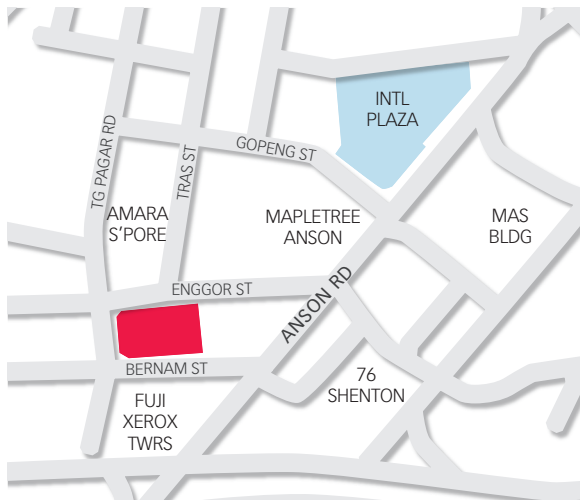 INTL
PLAZA
TG PAGAR RD
TRAS ST
GOPENG ST
AMARA
S'PORE
MAPLETREE
ANSON
MAS
BLDG
ENGGOR ST
ANSON RD
BERNAM ST
76
SHENTON
FUJI
XEROX
TWRS